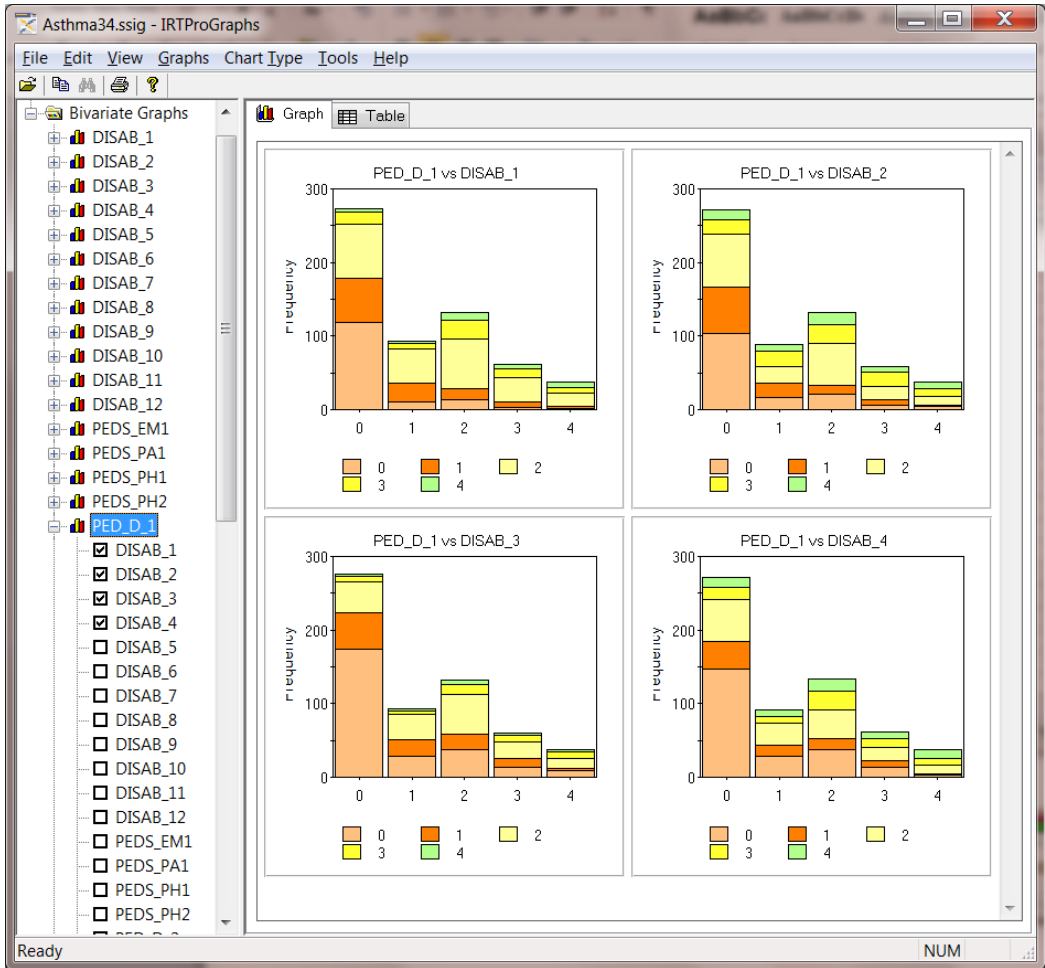 Asthma34.ssig - IRTProGraphs
File Edit View Graphs Chart Type Tools Help
Bivariate Graphs
DISAB_1
DISAB_2
DISAB_3
DISAB_4
DISAB_5
DISAB_6
DISAB_7
DISAB_8
DISAB_9
DISAB_10
DISAB_11
DISAB_12
PEDS_EM1
PEDS_PA1
PEDS_PH1
PEDS_PH2
PED_D_1
DISAB_1
DISAB_2
DISAB_3
DISAB_4
DISAB_5
DISAB_6
DISAB_7
DISAB_8
DISAB_9
DISAB_10
DISAB_11
DISAB_12
PEDS_EM1
PEDS_PA1
PEDS_PH1
PEDS_PH2
Graph Table
PED_D_1 vs DISAB_1
Frequency
300
200
100
0
0 1 2 3 4
0 1 2
3 4
PED_D_1 vs DISAB_2
Frequency
300
200
100
0
0 1 2 3 4
0 1 2
3 4
PED_D_1 vs DISAB_3
Frequency
300
200
100
0
0 1 2 3 4
0 1 2
3 4
PED_D_1 vs DISAB_4
Frequency
300
200
100
0
0 1 2 3 4
0 1 2
3 4
Ready NUM